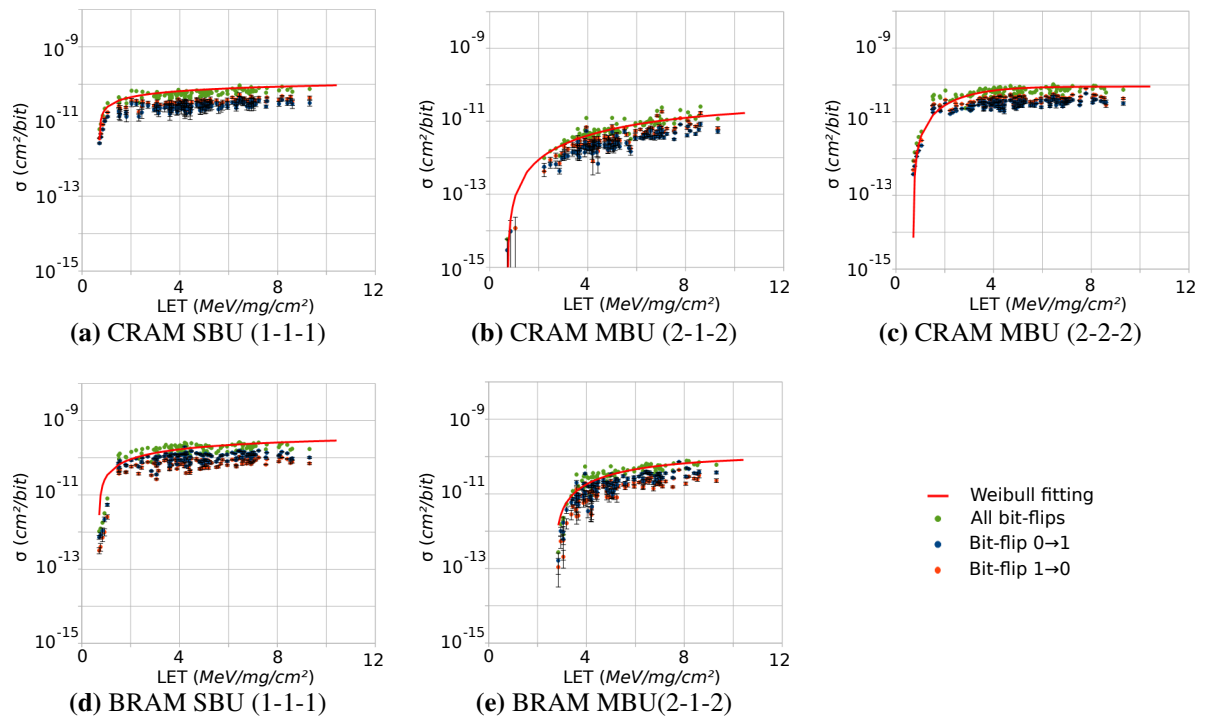 10-9
10-11
10-13
10-15
σ (cm²/bit)
0 4 8 12
LET (MeV/mg/cm²)
(a) CRAM SBU (1-1-1)
10-9
10-11
10-13
10-15
σ (cm²/bit)
0 4 8 12
LET (MeV/mg/cm²)
(b) CRAM MBU (2-1-2)
10-9
10-11
10-13
10-15
σ (cm²/bit)
0 4 8 12
LET (MeV/mg/cm²)
(c) CRAM MBU (2-2-2)
10-9
10-11
10-13
10-15
σ (cm²/bit)
0 4 8 12
LET (MeV/mg/cm²)
(d) BRAM SBU (1-1-1)
10-9
10-11
10-13
10-15
σ (cm²/bit)
0 4 8 12
LET (MeV/mg/cm²)
(e) BRAM MBU(2-1-2)
Weibull fitting
All bit-flips
Bit-flip 0→1
Bit-flip 1→0